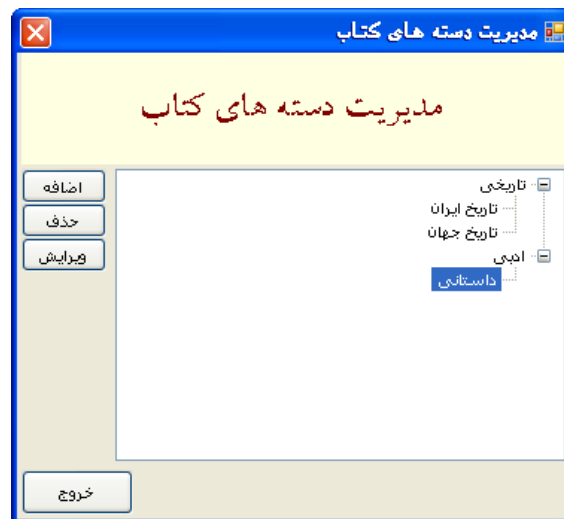 مدیریت دسته های کتاب
مدیریت دسته های کتاب
تاریخی
تاریخ ایران
تاریخ جهان
ادبی
داستانی
اضافه
حذف
ویرایش
خروج